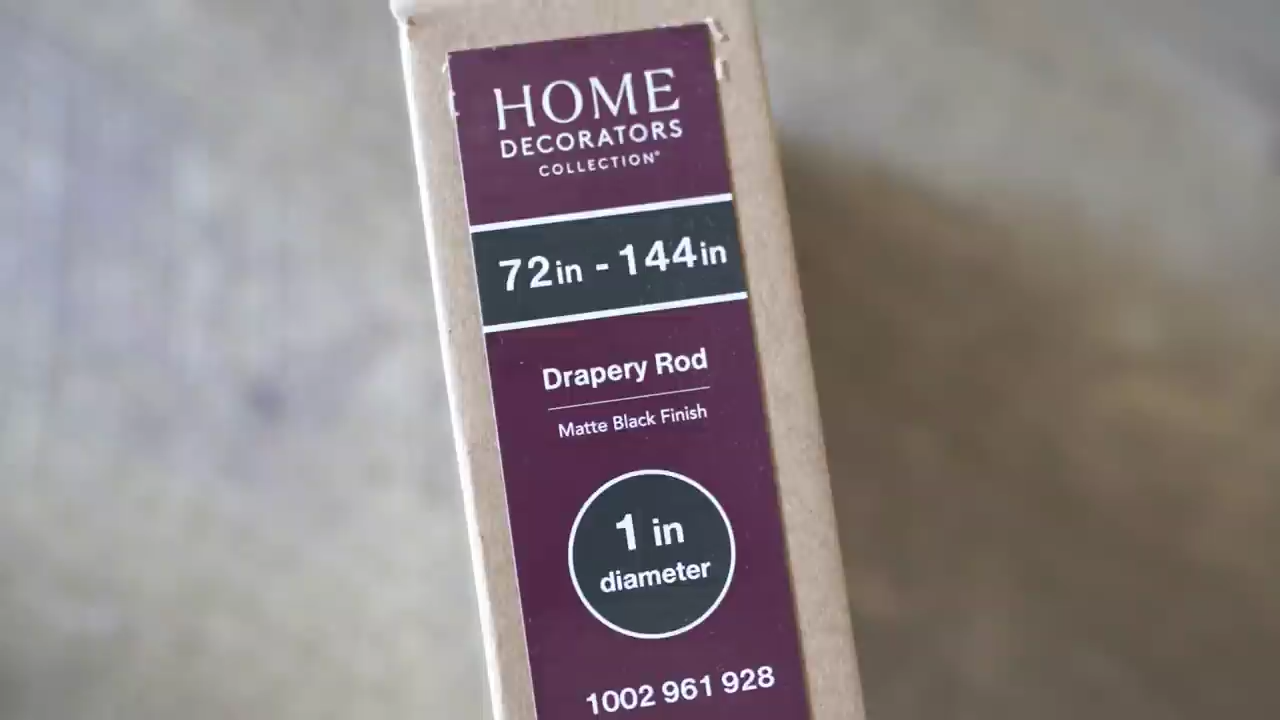 HOME
DECORATORS
COLLECTION®
72in - 144in
Drapery Rod
Matte Black Finish
1 in
diameter
1002 961 928